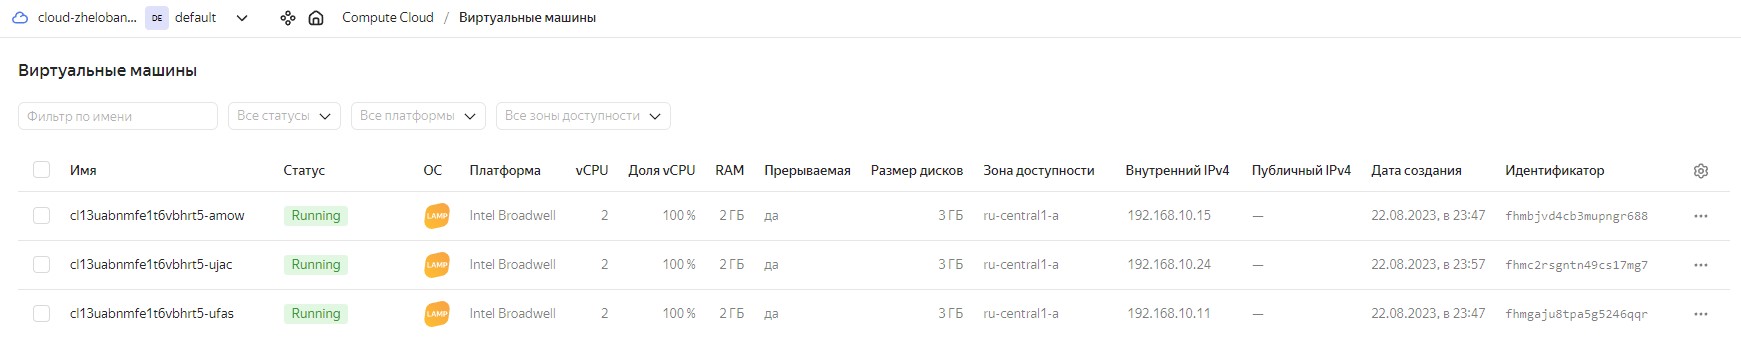 cloud-zheloban... DE default Compute Cloud / Виртуальные машины
Виртуальные машины
Фильтр по имени Все статусы Все платформы Все зоны доступности
Имя Статус ОС Платформа vCPU Доля vCPU RAM Прерываемая Размер дисков Зона доступности Внутренний IPv4 Публичный IPv4 Дата создания Идентификатор
cl13uabnmfe1t6vbhrt5-amow Running LAMP Intel Broadwell 2 100 % 2 ГБ да 3 ГБ ru-central1-a 192.168.10.15 — 22.08.2023, в 23:47 fhmbjvd4cb3mupngr688 ···
cl13uabnmfe1t6vbhrt5-ujac Running LAMP Intel Broadwell 2 100 % 2 ГБ да 3 ГБ ru-central1-a 192.168.10.24 — 22.08.2023, в 23:57 fhmc2rsgntn49cs17mg7 ···
cl13uabnmfe1t6vbhrt5-ufas Running LAMP Intel Broadwell 2 100 % 2 ГБ да 3 ГБ ru-central1-a 192.168.10.11 — 22.08.2023, в 23:47 fhmgaju8tpa5g5246qqr ···